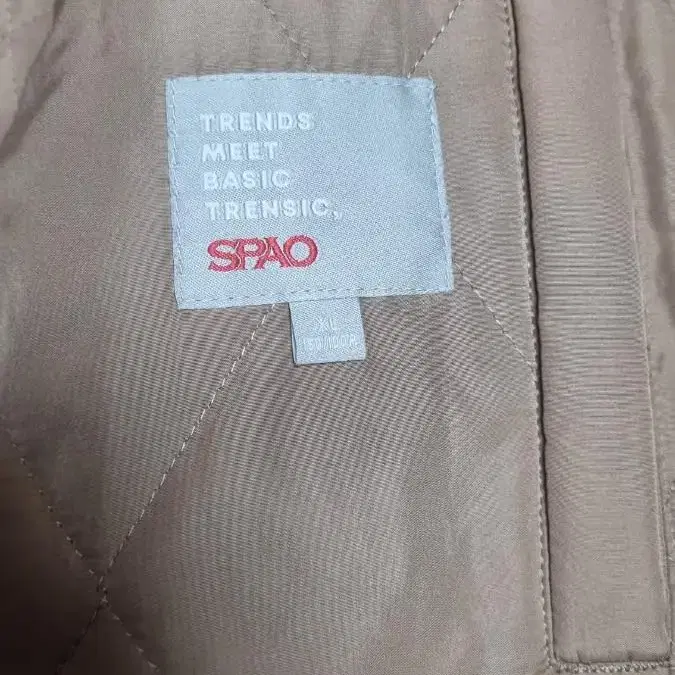 TRENDS
MEET
BASIC
TRENSIC,
SPAO
XL